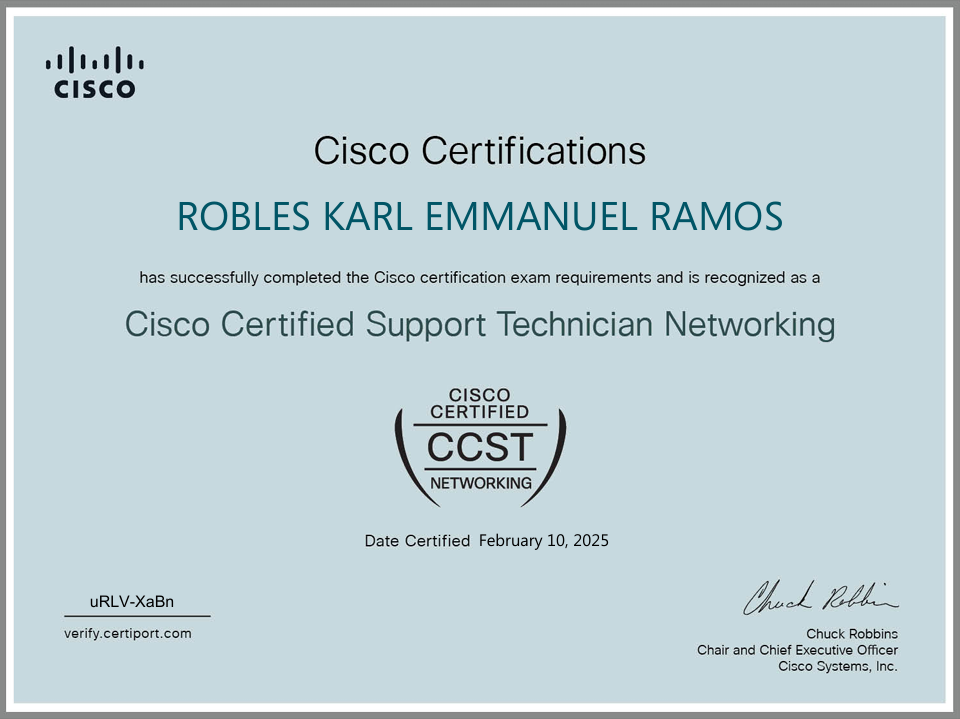 CISCO
Cisco Certifications
ROBLES KARL EMMANUEL RAMOS
has successfully completed the Cisco certification exam requirements and is recognized as a
Cisco Certified Support Technician Networking
CISCO
CERTIFIED
CCST
NETWORKING
Date Certified February 10, 2025
uRLV-XaBn
verify.certiport.com
Chuck Robbins
Chuck Robbins
Chair and Chief Executive Officer
Cisco Systems, Inc.